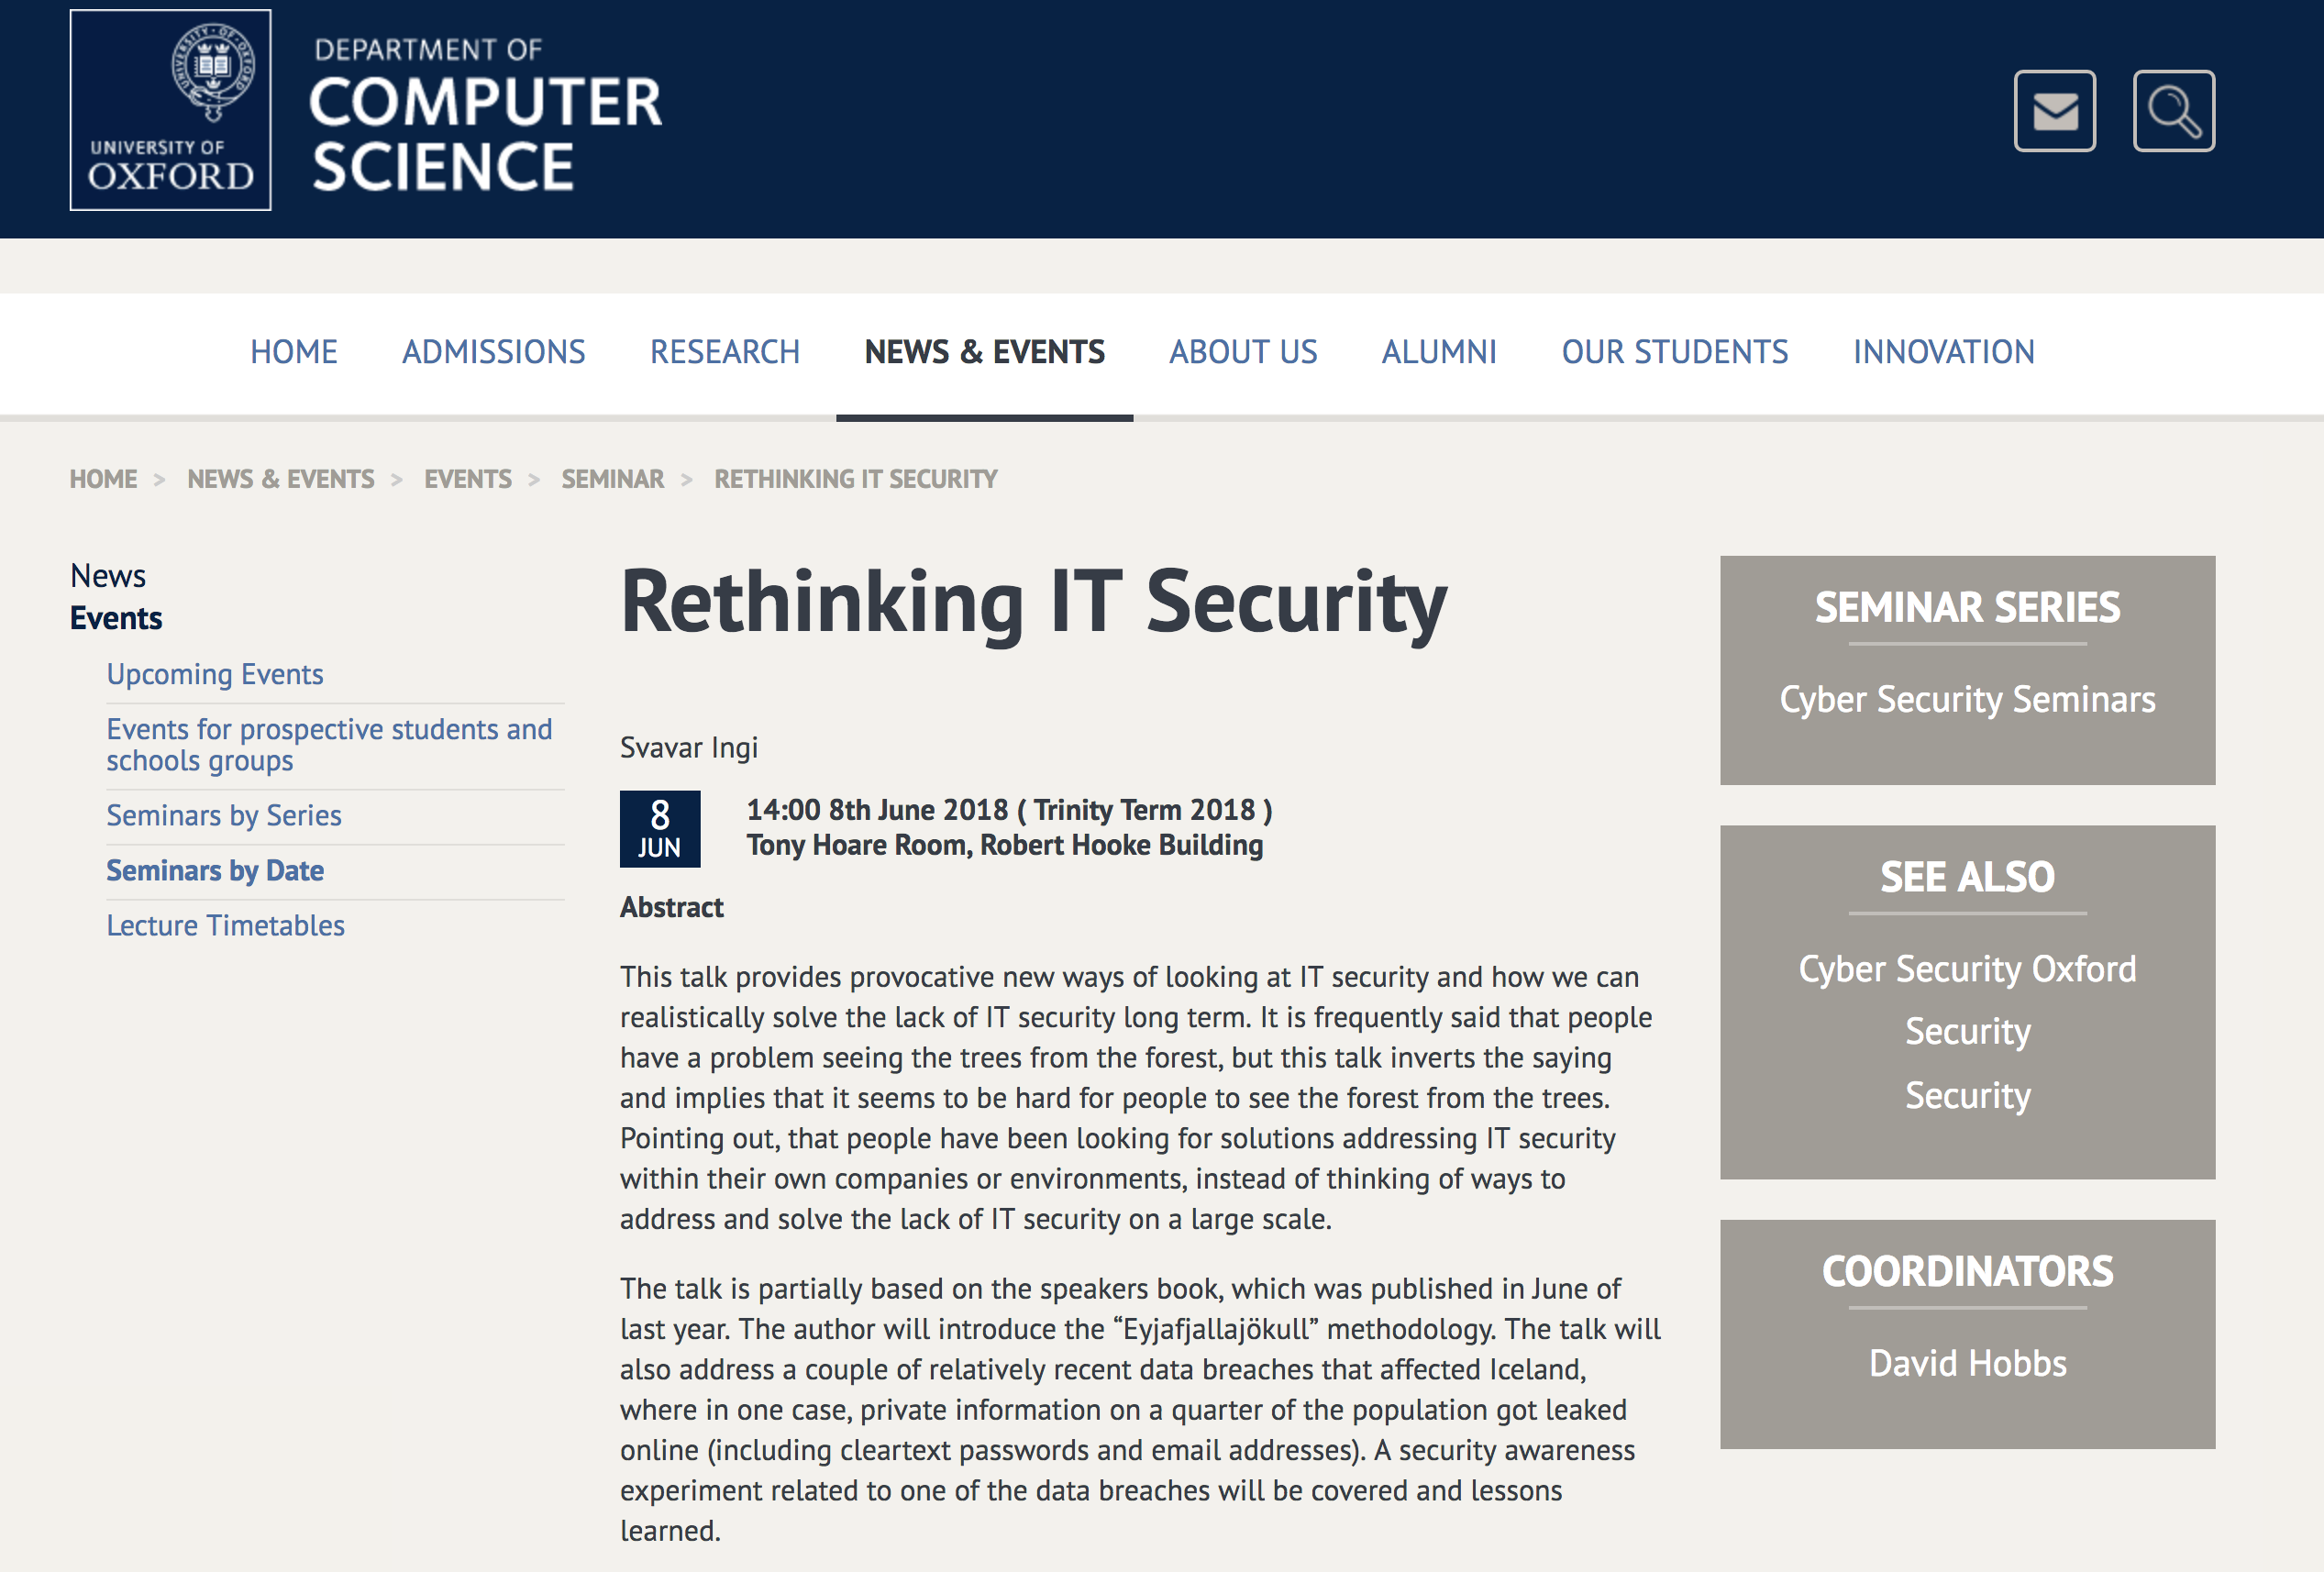 UNIVERSITY OF OXFORD
UNIVERSITY OF
OXFORD
DEPARTMENT OF
COMPUTER
SCIENCE
HOME ADMISSIONS RESEARCH NEWS & EVENTS ABOUT US ALUMNI OUR STUDENTS INNOVATION
HOME > NEWS & EVENTS > EVENTS > SEMINAR > RETHINKING IT SECURITY
News
Events
Upcoming Events
Events for prospective students and
schools groups
Seminars by Series
Seminars by Date
Lecture Timetables
Rethinking IT Security
Svavar Ingi
8
JUN
14:00 8th June 2018 ( Trinity Term 2018 )
Tony Hoare Room, Robert Hooke Building
Abstract
This talk provides provocative new ways of looking at IT security and how we can
realistically solve the lack of IT security long term. It is frequently said that people
have a problem seeing the trees from the forest, but this talk inverts the saying
and implies that it seems to be hard for people to see the forest from the trees.
Pointing out, that people have been looking for solutions addressing IT security
within their own companies or environments, instead of thinking of ways to
address and solve the lack of IT security on a large scale.
The talk is partially based on the speakers book, which was published in June of
last year. The author will introduce the “Eyjafjallajökull” methodology. The talk will
also address a couple of relatively recent data breaches that affected Iceland,
where in one case, private information on a quarter of the population got leaked
online (including cleartext passwords and email addresses). A security awareness
experiment related to one of the data breaches will be covered and lessons
learned.
SEMINAR SERIES
Cyber Security Seminars
SEE ALSO
Cyber Security Oxford
Security
Security
COORDINATORS
David Hobbs